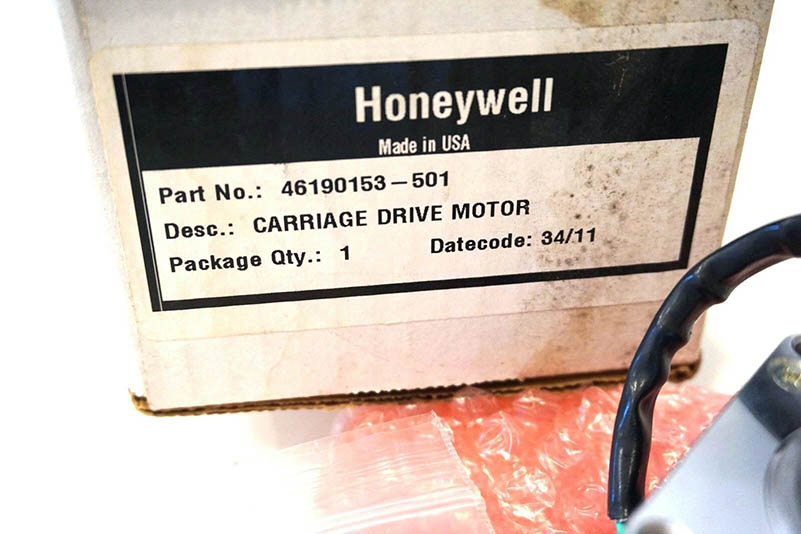 Honeywell
Made in USA
Part No.: 46190153-501
Desc.: CARRIAGE DRIVE MOTOR
Package Qty.: 1 Datecode: 34/11